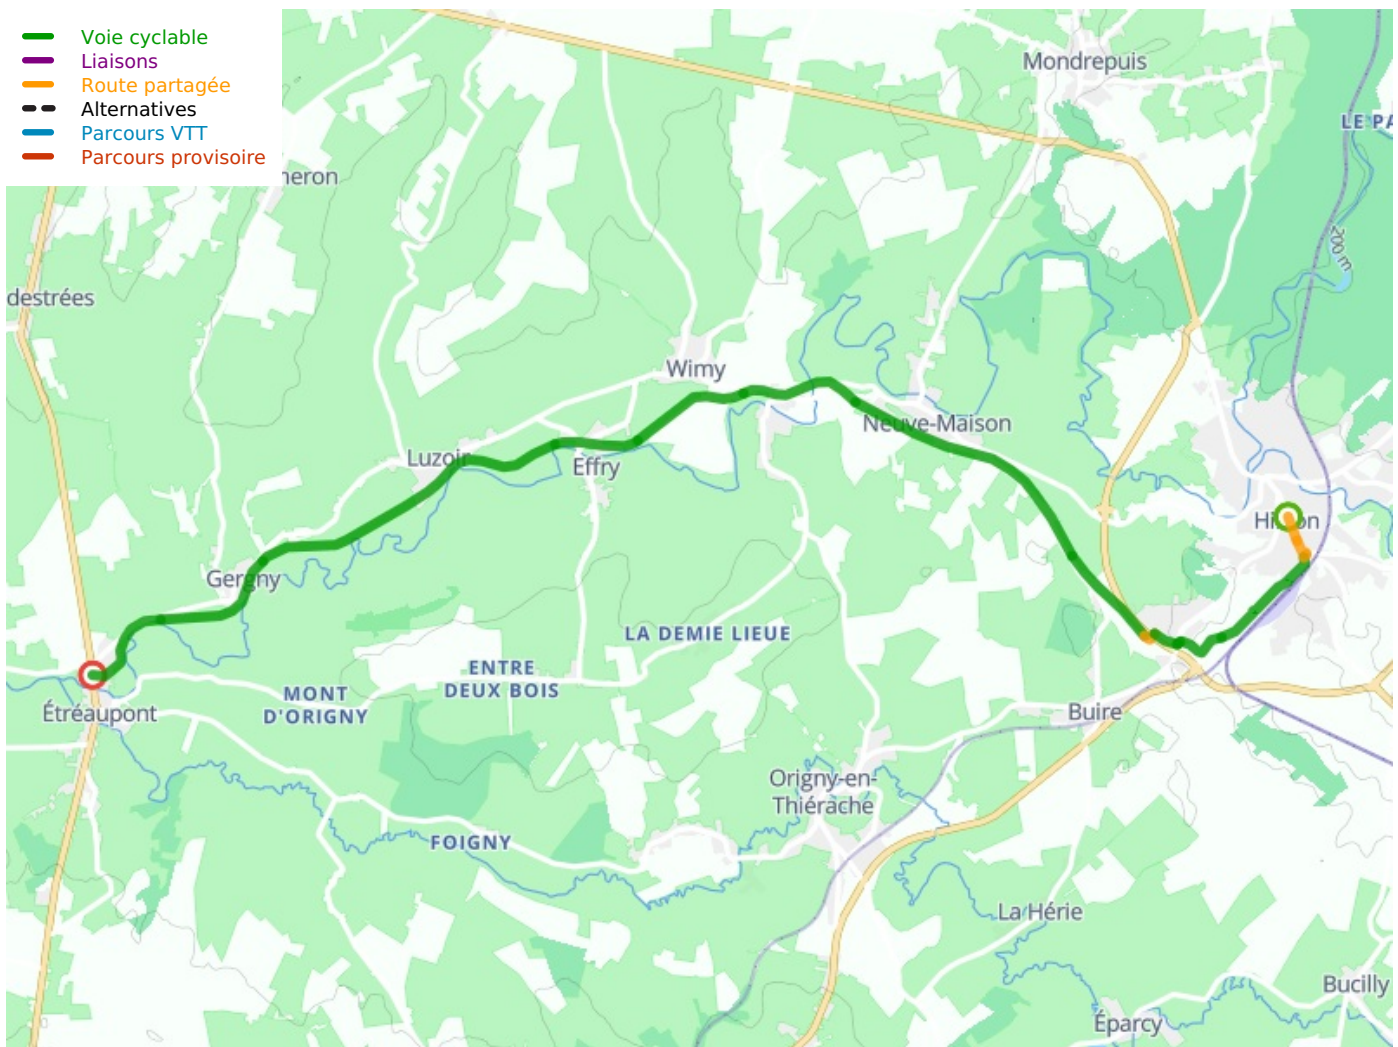 Voie cyclable
Liaisons
Route partagée
Alternatives
Parcours VTT
Parcours provisoire
Mondrepuis
LE PA
neron
200 m
destrées
Wimy
Neuve-Maison
Luzoir
Effry
Gergny
LA DEMIE LIEUE
ENTRE
DEUX BOIS
MONT
D'ORIGNY
Étréaupont
Buire
Origny-en-
Thiérache
FOIGNY
La Hérie
Bucilly
Éparcy